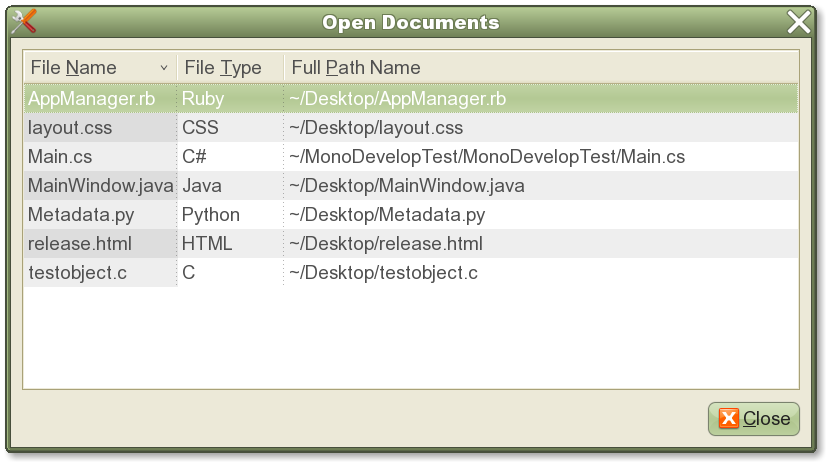 Open Documents
File Name File Type Full Path Name
AppManager.rb Ruby ~/Desktop/AppManager.rb
layout.css CSS ~/Desktop/layout.css
Main.cs C# ~/MonoDevelopTest/MonoDevelopTest/Main.cs
MainWindow.java Java ~/Desktop/MainWindow.java
Metadata.py Python ~/Desktop/Metadata.py
release.html HTML ~/Desktop/release.html
testobject.c C ~/Desktop/testobject.c
Close